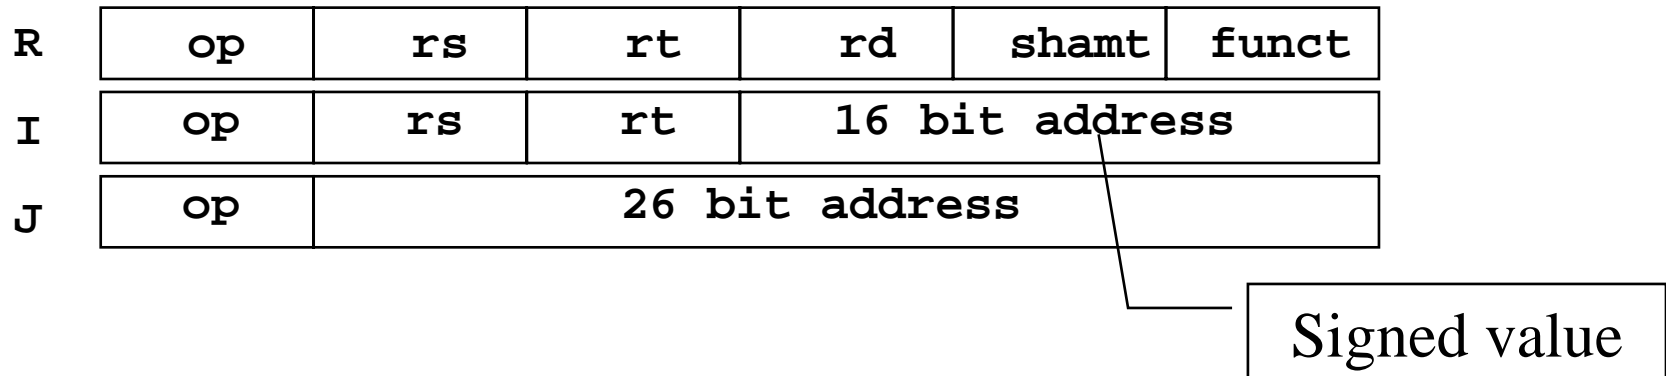 R op rs rt rd shamt funct
I op rs rt 16 bit address
J op 26 bit address
Signed value